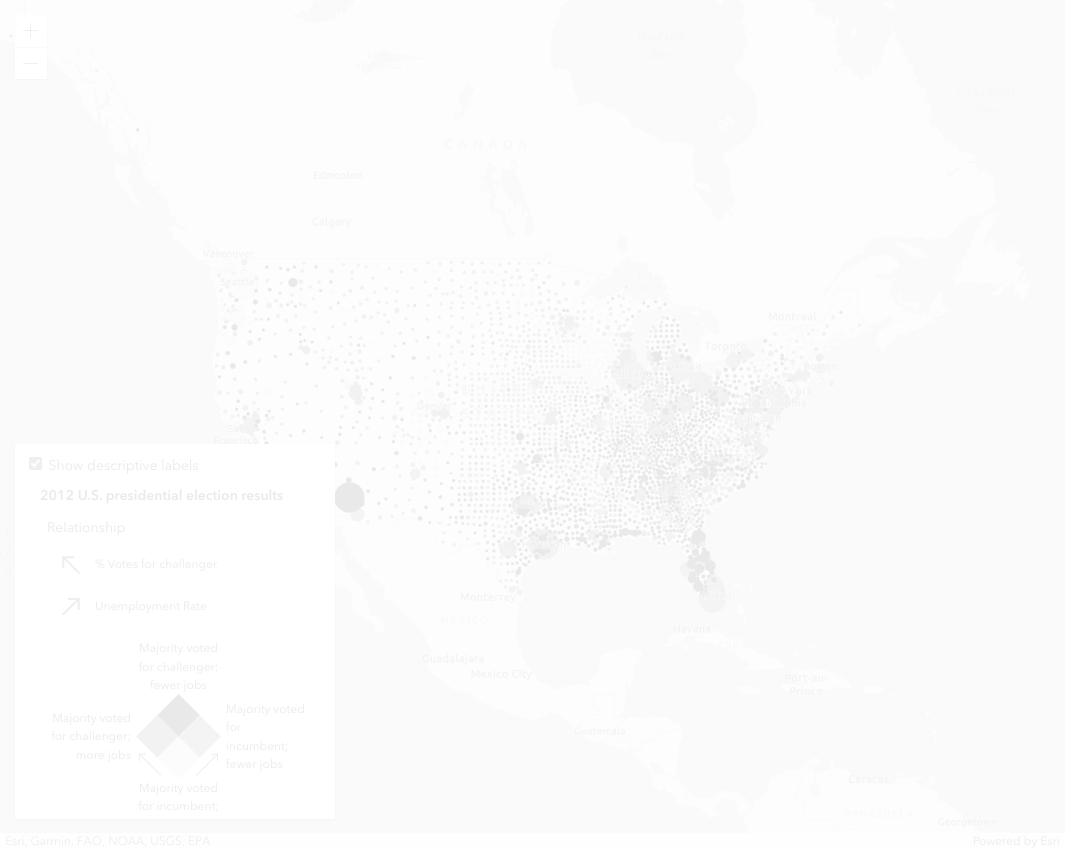 CANADA
Edmonton
Calgary
Vancouver
Seattle
Montreal
Toronto
San
Francisco
Monterrey
MÉXICO
Havana
Guadalajara
Mexico City
Port-au-
Prince
Guatemala
Caracas
Georgetown
Show descriptive labels
2012 U.S. presidential election results
Relationship
% Votes for challenger
Unemployment Rate
Majority voted
for challenger;
fewer jobs
Majority voted
for challenger;
more jobs
Majority voted
for
incumbent;
fewer jobs
Majority voted
for incumbent;
Esri, Garmin, FAO, NOAA, USGS, EPA
Powered by Esri